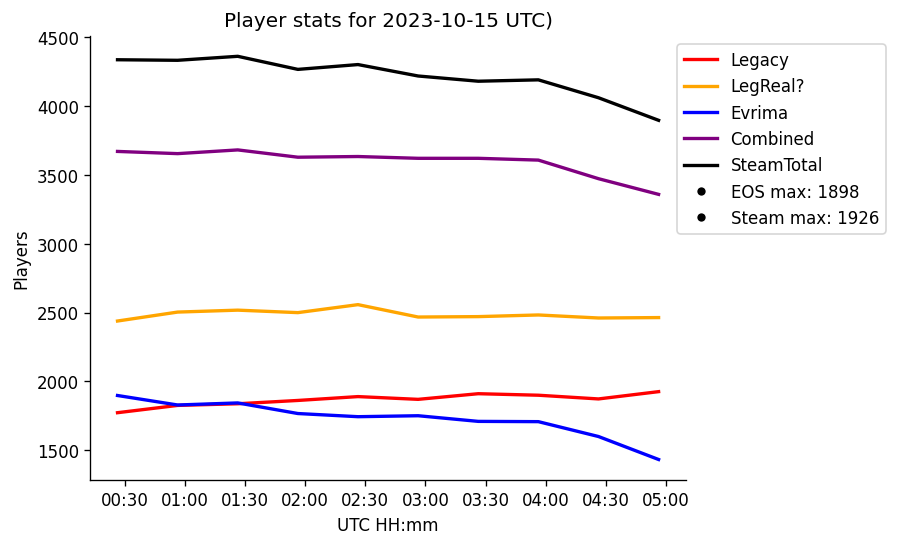 Player stats for 2023-10-15 UTC)
4500
4000
3500
3000
2500
2000
1500
Players
00:30 01:00 01:30 02:00 02:30 03:00 03:30 04:00 04:30 05:00
UTC HH:mm
Legacy
LegReal?
Evrima
Combined
SteamTotal
EOS max: 1898
Steam max: 1926